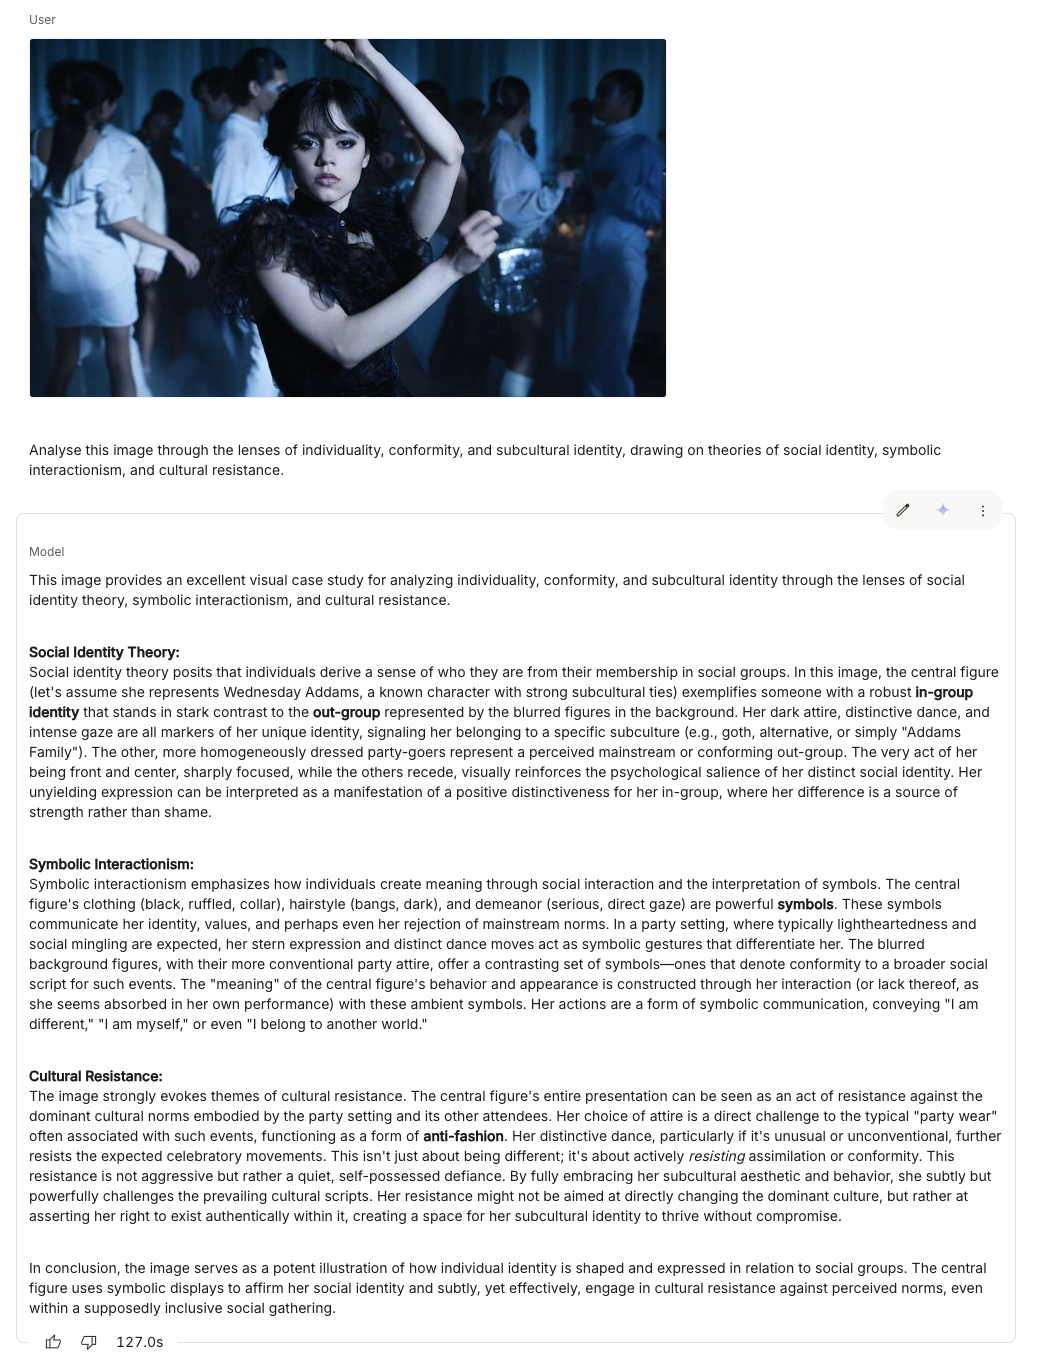 User
Analyse this image through the lenses of individuality, conformity, and subcultural identity, drawing on theories of social identity, symbolic
interactionism, and cultural resistance.
Model
This image provides an excellent visual case study for analyzing individuality, conformity, and subcultural identity through the lenses of social
identity theory, symbolic interactionism, and cultural resistance.
Social Identity Theory:
Social identity theory posits that individuals derive a sense of who they are from their membership in social groups. In this image, the central figure
(let's assume she represents Wednesday Addams, a known character with strong subcultural ties) exemplifies someone with a robust in-group
identity that stands in stark contrast to the out-group represented by the blurred figures in the background. Her dark attire, distinctive dance, and
intense gaze are all markers of her unique identity, signaling her belonging to a specific subculture (e.g., goth, alternative, or simply "Addams
Family"). The other, more homogeneously dressed party-goers represent a perceived mainstream or conforming out-group. The very act of her
being front and center, sharply focused, while the others recede, visually reinforces the psychological salience of her distinct social identity. Her
unyielding expression can be interpreted as a manifestation of a positive distinctiveness for her in-group, where her difference is a source of
strength rather than shame.
Symbolic Interactionism:
Symbolic interactionism emphasizes how individuals create meaning through social interaction and the interpretation of symbols. The central
figure's clothing (black, ruffled, collar), hairstyle (bangs, dark), and demeanor (serious, direct gaze) are powerful symbols. These symbols
communicate her identity, values, and perhaps even her rejection of mainstream norms. In a party setting, where typically lightheartedness and
social mingling are expected, her stern expression and distinct dance moves act as symbolic gestures that differentiate her. The blurred
background figures, with their more conventional party attire, offer a contrasting set of symbols—ones that denote conformity to a broader social
script for such events. The "meaning" of the central figure's behavior and appearance is constructed through her interaction (or lack thereof, as
she seems absorbed in her own performance) with these ambient symbols. Her actions are a form of symbolic communication, conveying "I am
different," "I am myself," or even "I belong to another world."
Cultural Resistance:
The image strongly evokes themes of cultural resistance. The central figure's entire presentation can be seen as an act of resistance against the
dominant cultural norms embodied by the party setting and its other attendees. Her choice of attire is a direct challenge to the typical "party wear"
often associated with such events, functioning as a form of anti-fashion. Her distinctive dance, particularly if it's unusual or unconventional, further
resists the expected celebratory movements. This isn't just about being different; it's about actively resisting assimilation or conformity. This
resistance is not aggressive but rather a quiet, self-possessed defiance. By fully embracing her subcultural aesthetic and behavior, she subtly but
powerfully challenges the prevailing cultural scripts. Her resistance might not be aimed at directly changing the dominant culture, but rather at
asserting her right to exist authentically within it, creating a space for her subcultural identity to thrive without compromise.
In conclusion, the image serves as a potent illustration of how individual identity is shaped and expressed in relation to social groups. The central
figure uses symbolic displays to affirm her social identity and subtly, yet effectively, engage in cultural resistance against perceived norms, even
within a supposedly inclusive social gathering.
127.0s